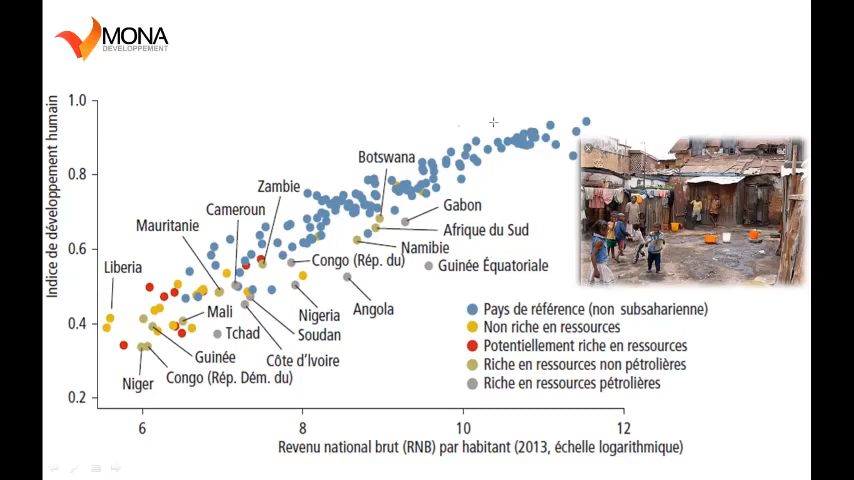 MONA
DEVELOPPEMENT
Indice de développement humain
1.0
0.8
0.6
0.4
0.2
6
8
10
12
Revenu national brut (RNB) par habitant (2013, échelle logarithmique)
Botswana
Zambie
Cameroun
Gabon
Mauritanie
Afrique du Sud
Namibie
Congo (Rép. du)
Guinée Équatoriale
Liberia
Mali
Nigeria
Angola
Tchad
Soudan
Guinée
Côte d'Ivoire
Niger
Congo (Rép. Dém. du)
Pays de référence (non subsaharienne)
Non riche en ressources
Potentiellement riche en ressources
Riche en ressources non pétrolières
Riche en ressources pétrolières